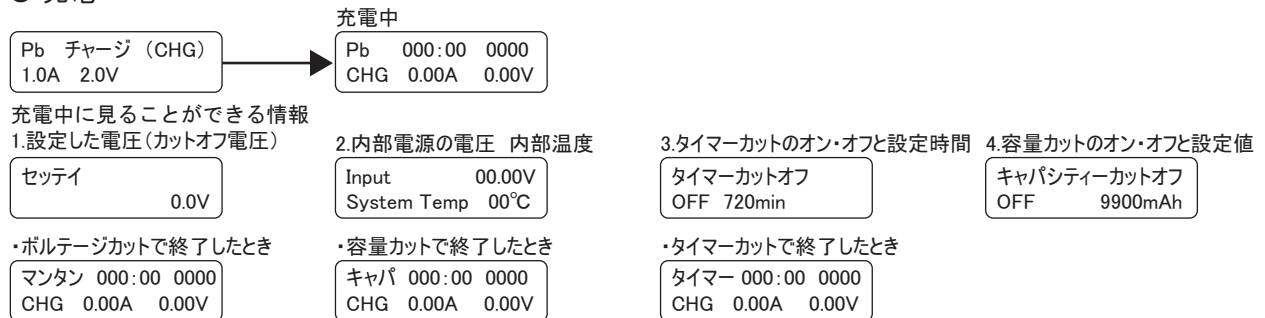 充電中
Pb チャージ （CHG）
1.0A 2.0V
Pb 000:00 0000
CHG 0.00A 0.00V
充電中に見ることができる情報
1.設定した電圧（カットオフ電圧）
セッテイ
0.0V
2.内部電源の電圧 内部温度
Input 00.00V
System Temp 00℃
3.タイマーカットのオン・オフと設定時間
タイマーカットオフ
OFF 720min
4.容量カットのオン・オフと設定値
キャパシティーカットオフ
OFF 9900mAh
・ボルテージカットで終了したとき
マンタン 000:00 0000
CHG 0.00A 0.00V
・容量カットで終了したとき
キャパ 000:00 0000
CHG 0.00A 0.00V
・タイマーカットで終了したとき
タイマー 000:00 0000
CHG 0.00A 0.00V